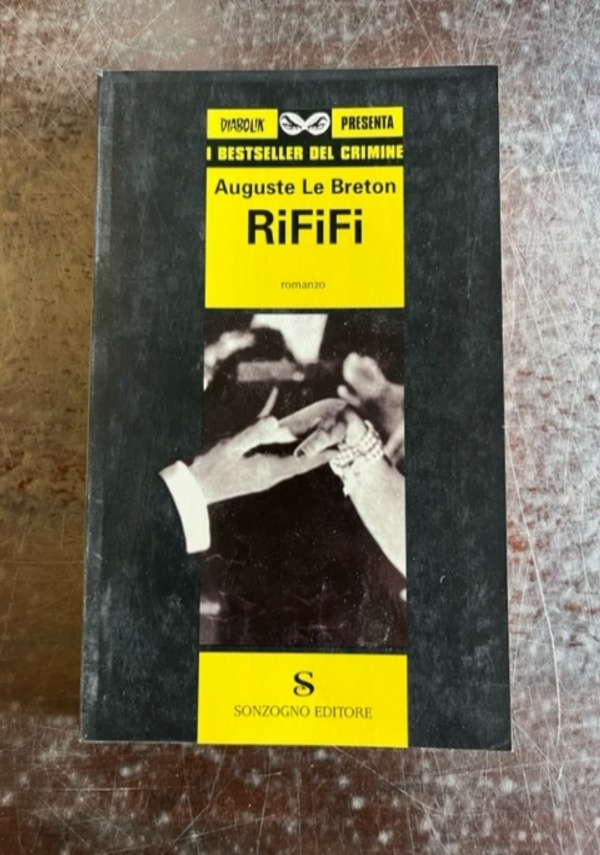 DIABOLIK PRESENTA
I BESTSELLER DEL CRIMINE
Auguste Le Breton
RiFiFi
romanzo
S
SONZOGNO EDITORE